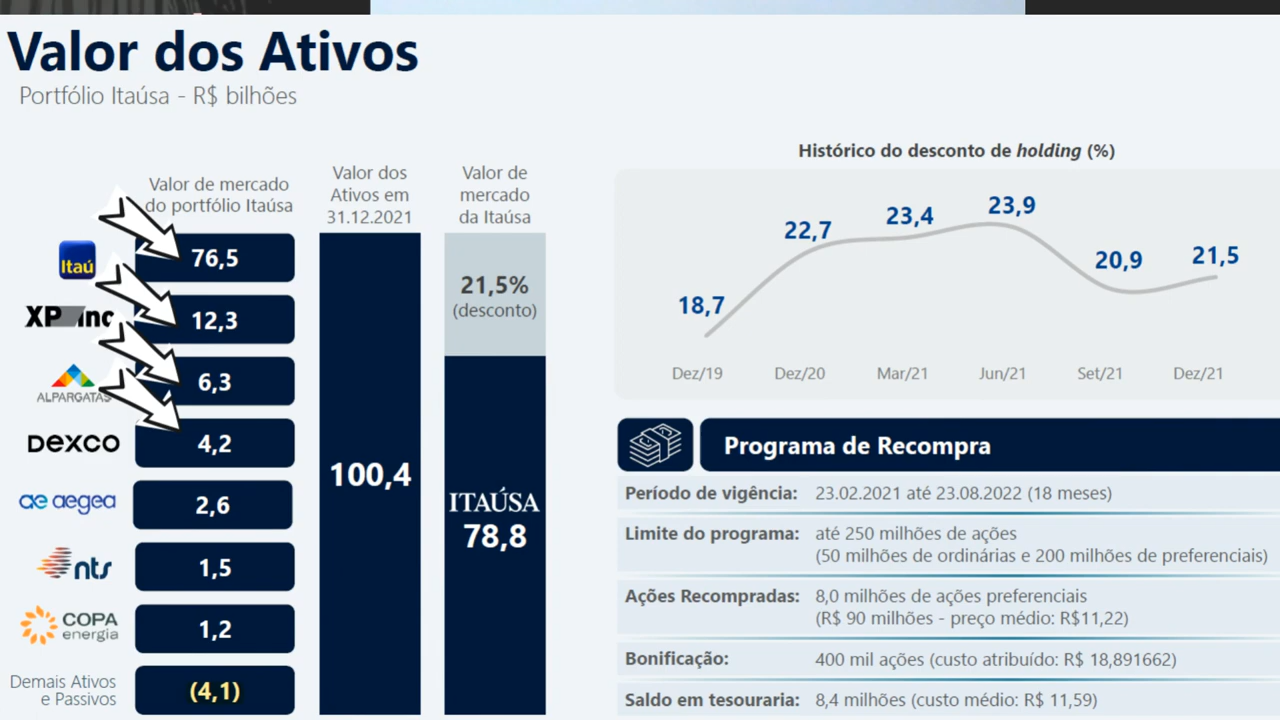 Valor dos Ativos
Portfólio Itaúsa - R$ bilhões
Valor de mercado
do portfólio Itaúsa
Valor dos
Ativos em
31.12.2021
Valor de
mercado
da Itaúsa
Itaú
76,5
XP Inc
12,3
ALPARGATAS
6,3
Dexco
4,2
ae aegea
2,6
nts
1,5
COPA
energia
1,2
Demais Ativos
e Passivos
(4,1)
100,4
21,5%
(desconto)
ITAÚSA
78,8
Histórico do desconto de holding (%)
18,7
22,7
23,4
23,9
20,9
21,5
Dez/19
Dez/20
Mar/21
Jun/21
Set/21
Dez/21
Programa de Recompra
Período de vigência: 23.02.2021 até 23.08.2022 (18 meses)
Limite do programa: até 250 milhões de ações
(50 milhões de ordinárias e 200 milhões de preferenciais)
Ações Recompradas: 8,0 milhões de ações preferenciais
(R$ 90 milhões - preço médio: R$11,22)
Bonificação: 400 mil ações (custo atribuído: R$ 18,891662)
Saldo em tesouraria: 8,4 milhões (custo médio: R$ 11,59)